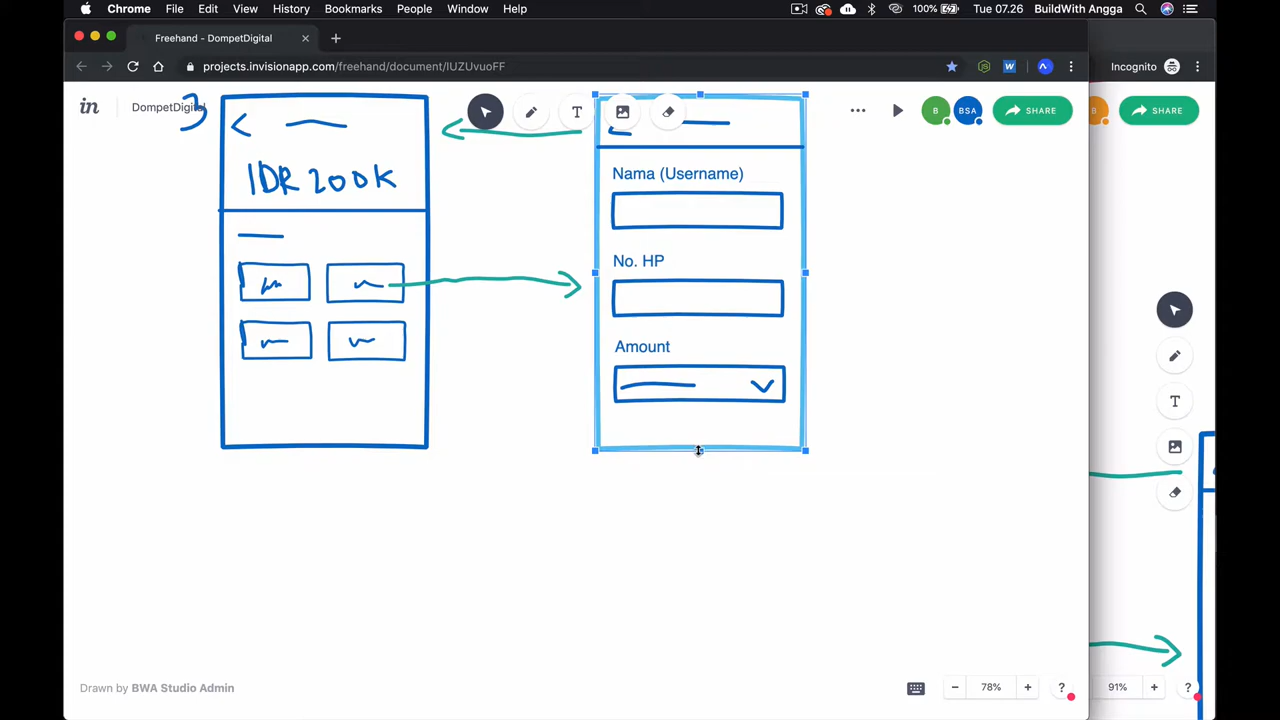 Chrome File Edit View History Bookmarks People Window Help 100% Tue 07.26 BuildWith Angga
Freehand - DompetDigital
projects.invisionapp.com/freehand/document/IUZUvuoFF
Incognito
in DompetDigital
3
T
B BSA SHARE
SHARE
IDR 200K
Nama (Username)
No. HP
Amount
T
Drawn by BWA Studio Admin
78% ?
91% ?